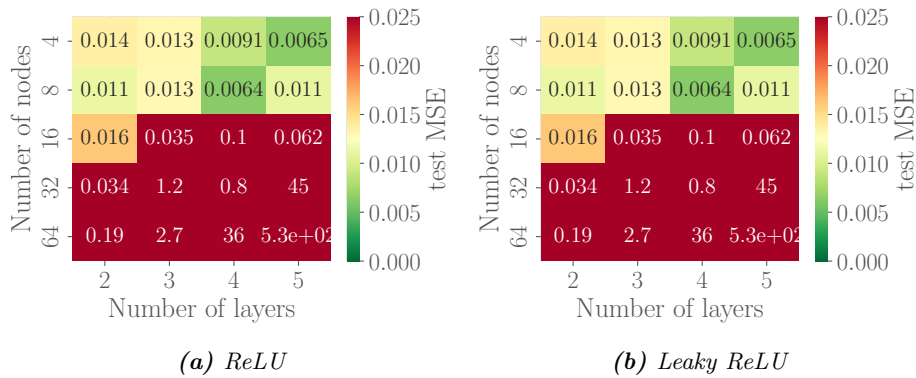 Number of nodes
4 0.014 0.013 0.0091 0.0065
8 0.011 0.013 0.0064 0.011
16 0.016 0.035 0.1 0.062
32 0.034 1.2 0.8 45
64 0.19 2.7 36 5.3e+02
2 3 4 5
Number of layers
0.025
0.020
0.015
0.010
0.005
0.000
test MSE
(a) ReLU
Number of nodes
4 0.014 0.013 0.0091 0.0065
8 0.011 0.013 0.0064 0.011
16 0.016 0.035 0.1 0.062
32 0.034 1.2 0.8 45
64 0.19 2.7 36 5.3e+02
2 3 4 5
Number of layers
0.025
0.020
0.015
0.010
0.005
0.000
test MSE
(b) Leaky ReLU